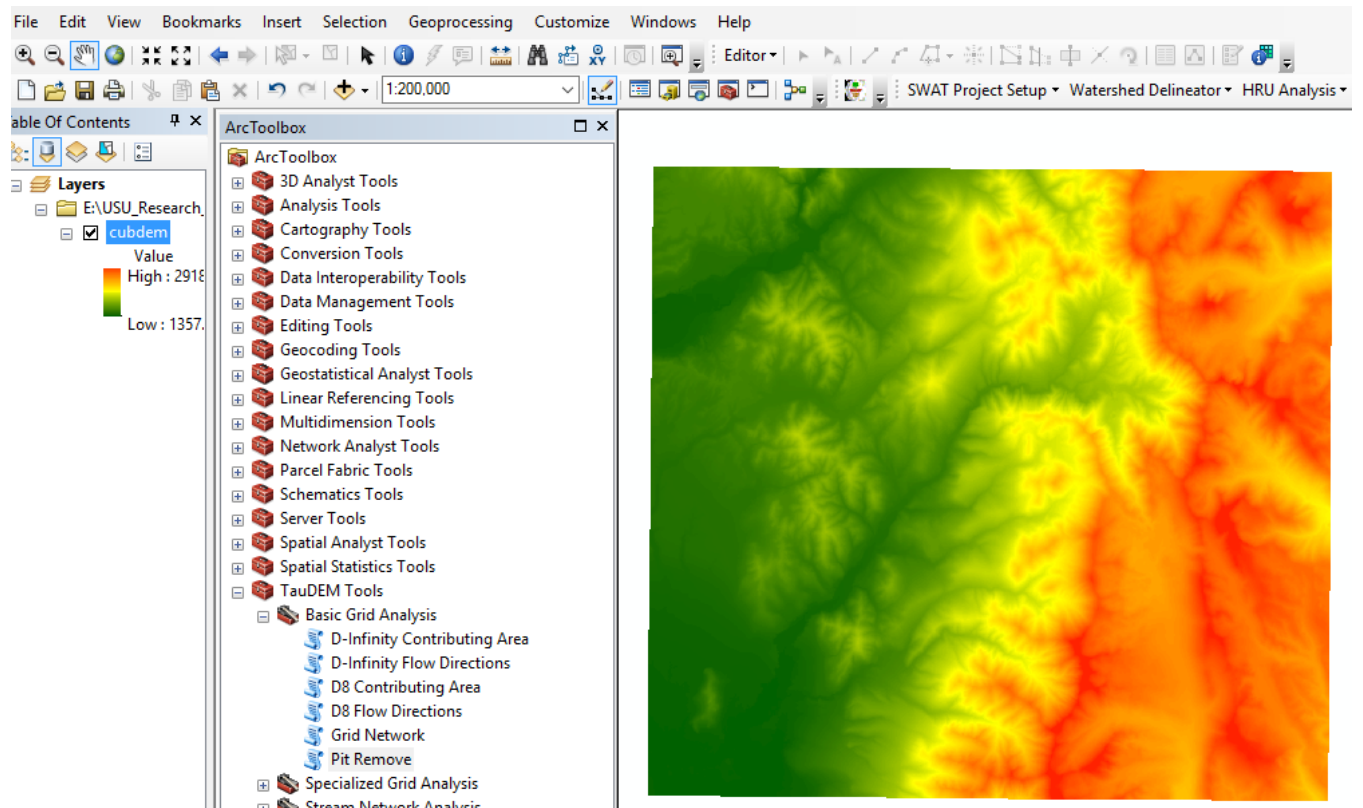 File Edit View Bookmarks Insert Selection Geoprocessing Customize Windows Help
Editor
1:200,000 SWAT Project Setup Watershed Delineator HRU Analysis
able Of Contents
Layers
E:\USU_Research_
cubdem
Value
High : 2918
Low : 1357.
ArcToolbox
ArcToolbox
3D Analyst Tools
Analysis Tools
Cartography Tools
Conversion Tools
Data Interoperability Tools
Data Management Tools
Editing Tools
Geocoding Tools
Geostatistical Analyst Tools
Linear Referencing Tools
Multidimension Tools
Network Analyst Tools
Parcel Fabric Tools
Schematics Tools
Server Tools
Spatial Analyst Tools
Spatial Statistics Tools
TauDEM Tools
Basic Grid Analysis
D-Infinity Contributing Area
D-Infinity Flow Directions
D8 Contributing Area
D8 Flow Directions
Grid Network
Pit Remove
Specialized Grid Analysis
Stream Network Analysis